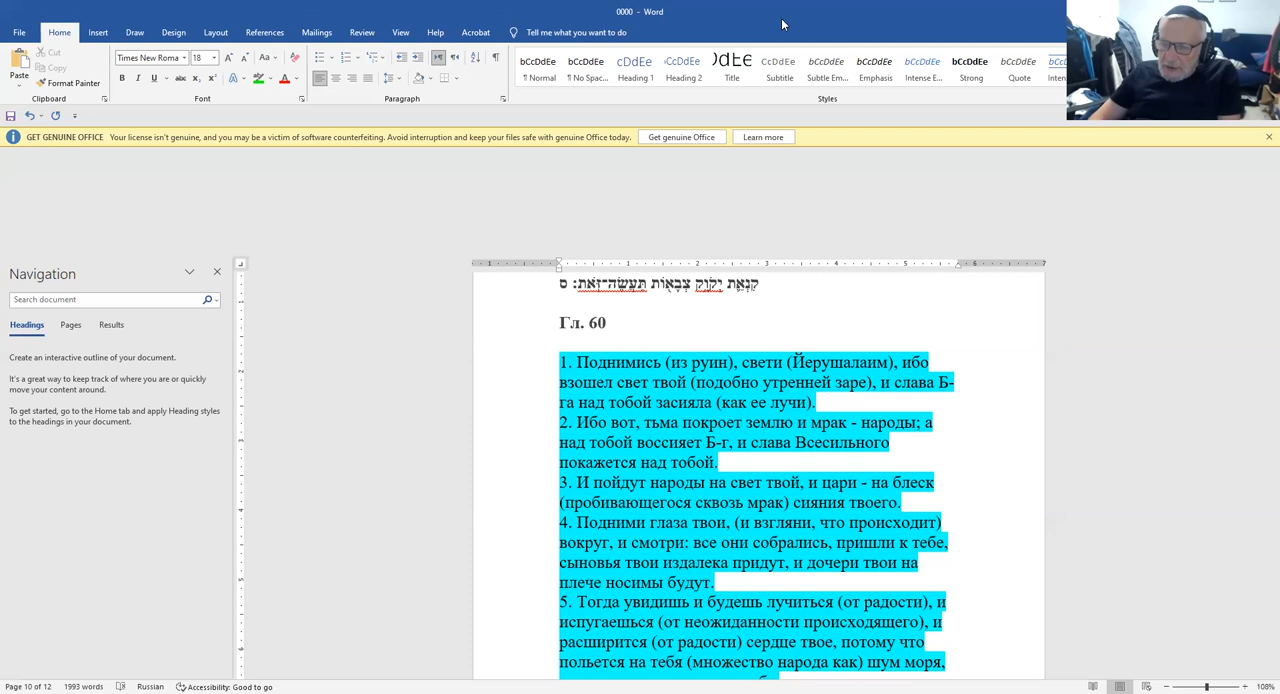 0000 - Word
File Home Insert Draw Design Layout References Mailings Review View Help Acrobat Tell me what you want to do
Paste Cut Copy Format Painter
Times New Roma 18
B I U abc x₂ x² A A
¶
AaBbCcDd
Clipboard Font Paragraph Styles
¶ Normal ¶ No Spac... Heading 1 Heading 2 Title Subtitle Subtle Em... Emphasis Intense E... Strong Quote
GET GENUINE OFFICE Your license isn't genuine, and you may be a victim of software counterfeiting. Avoid interruption and keep your files safe with genuine Office today. Get genuine Office Learn more
Navigation
Search document
Headings Pages Results
Create an interactive outline of your document.
It's a great way to keep track of where you are or quickly
move your content around.
To get started, go to the Home tab and apply Heading styles
to the headings in your document.
קִנְאַ֛ת יְקֹוָ֥ק צְבָא֖וֹת תַּעֲשֶׂה־זֹּֽאת: ס
Гл. 60
1. Поднимись (из руин), свети (Йерушалаим), ибо
взошел свет твой (подобно утренней заре), и слава Б-
га над тобой засияла (как ее лучи).
2. Ибо вот, тьма покроет землю и мрак - народы; а
над тобой воссияет Б-г, и слава Всесильного
покажется над тобой.
3. И пойдут народы на свет твой, и цари - на блеск
(пробивающегося сквозь мрак) сияния твоего.
4. Подними глаза твои, (и взгляни, что происходит)
вокруг, и смотри: все они собрались, пришли к тебе,
сыновья твои издалека придут, и дочери твои на
плече носимы будут.
5. Тогда увидишь и будешь лучиться (от радости), и
испугаешься (от неожиданности происходящего), и
расширится (от радости) сердце твое, потому что
польется на тебя (множество народа как) шум моря,
Page 10 of 12 1993 words Russian Accessibility: Good to go 108%